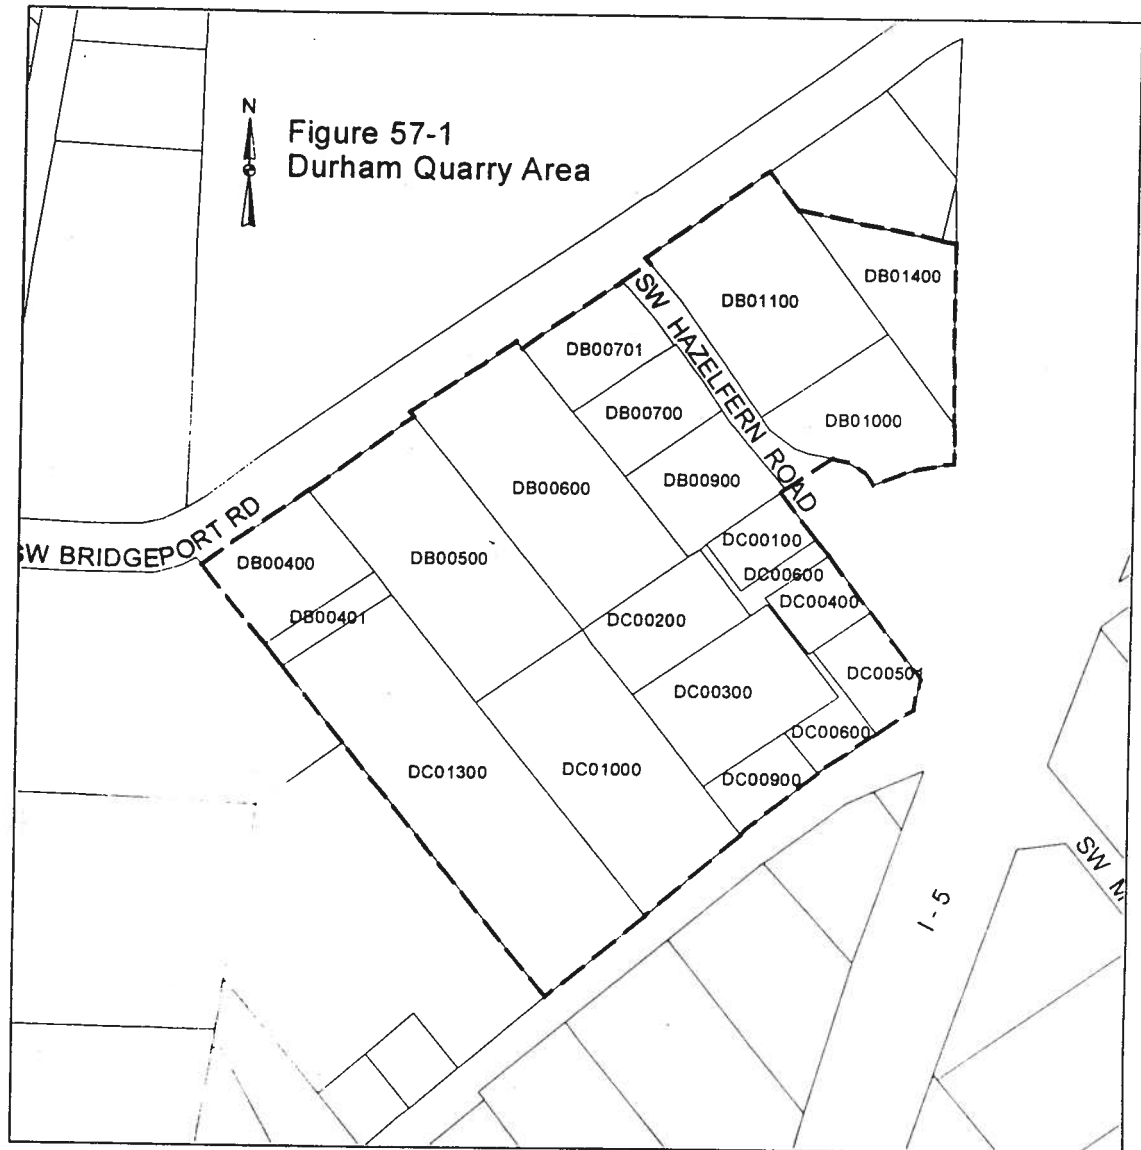 N
Figure 57-1
Durham Quarry Area
DB01400
DB01100
SW HAZELFERN ROAD
DB00701
DB00700
DB01000
DB00900
DB00600
SW BRIDGEPORT RD
DB00400
DB00500
DC00100
DC00600
DC00400
DB00401
DC00200
DC00501
DC00300
DC00600
DC01300
DC01000
DC00900
I-5
SW M